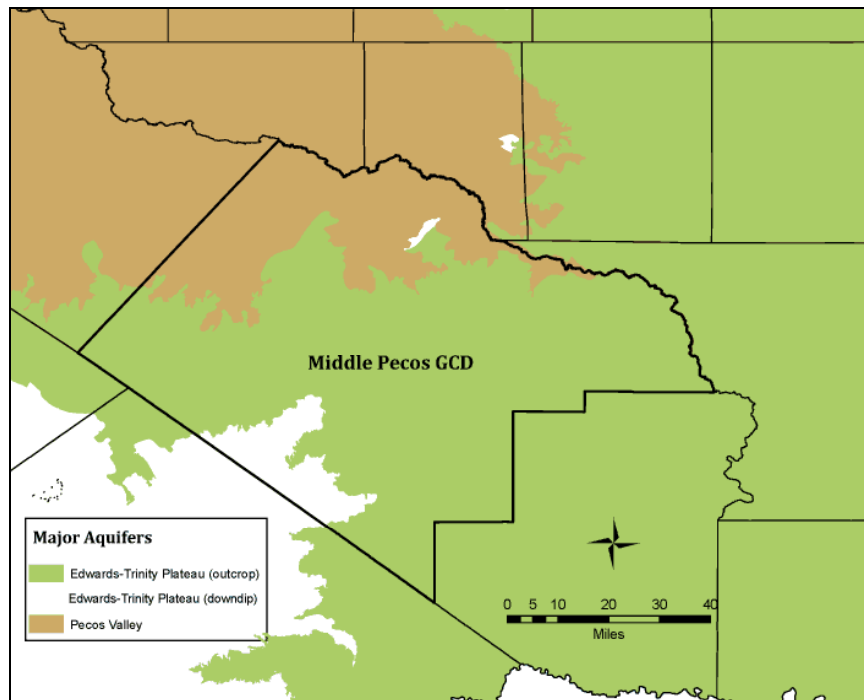 Middle Pecos GCD
Major Aquifers
Edwards-Trinity Plateau (outcrop)
Edwards-Trinity Plateau (downdip)
Pecos Valley
0 5 10 20 30 40
Miles